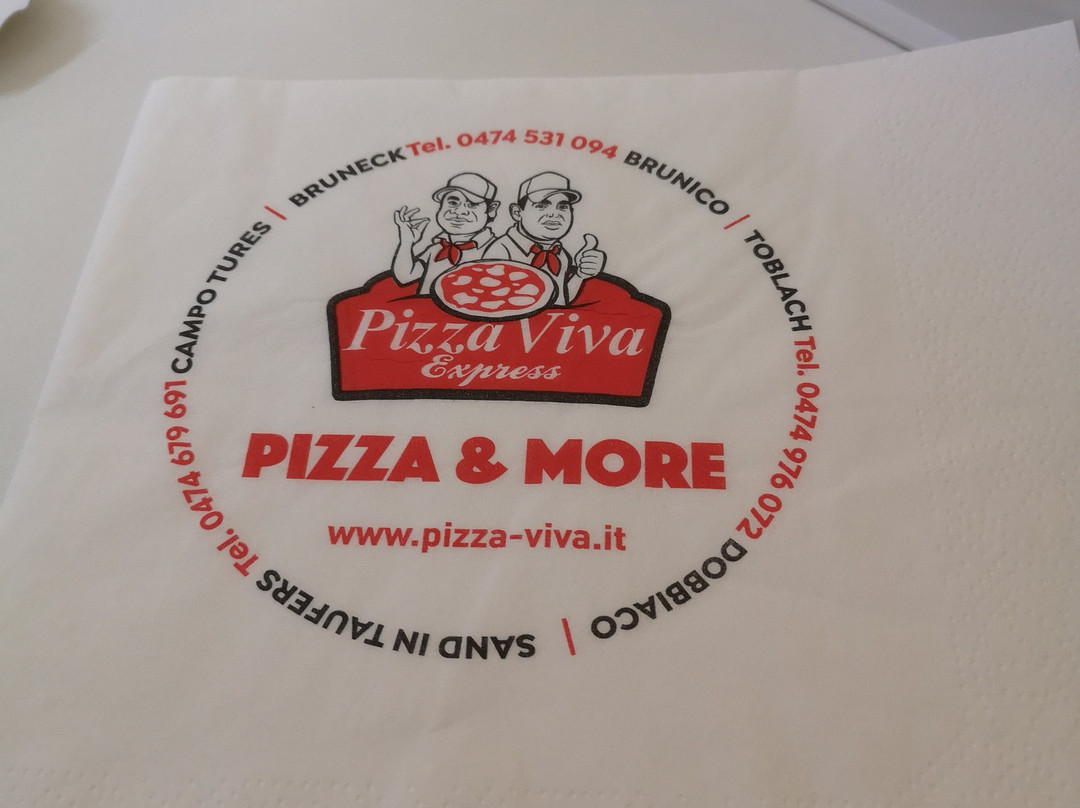 BRUNECK Tel. 0474 531 094 BRUNICO |
TOBLACH Tel. 0474 976 072 DOBBIACO |
SAND IN TAUFERS Tel. 0474 679 691 CAMPO TURES |
Pizza Viva
Express
PIZZA & MORE
www.pizza-viva.it